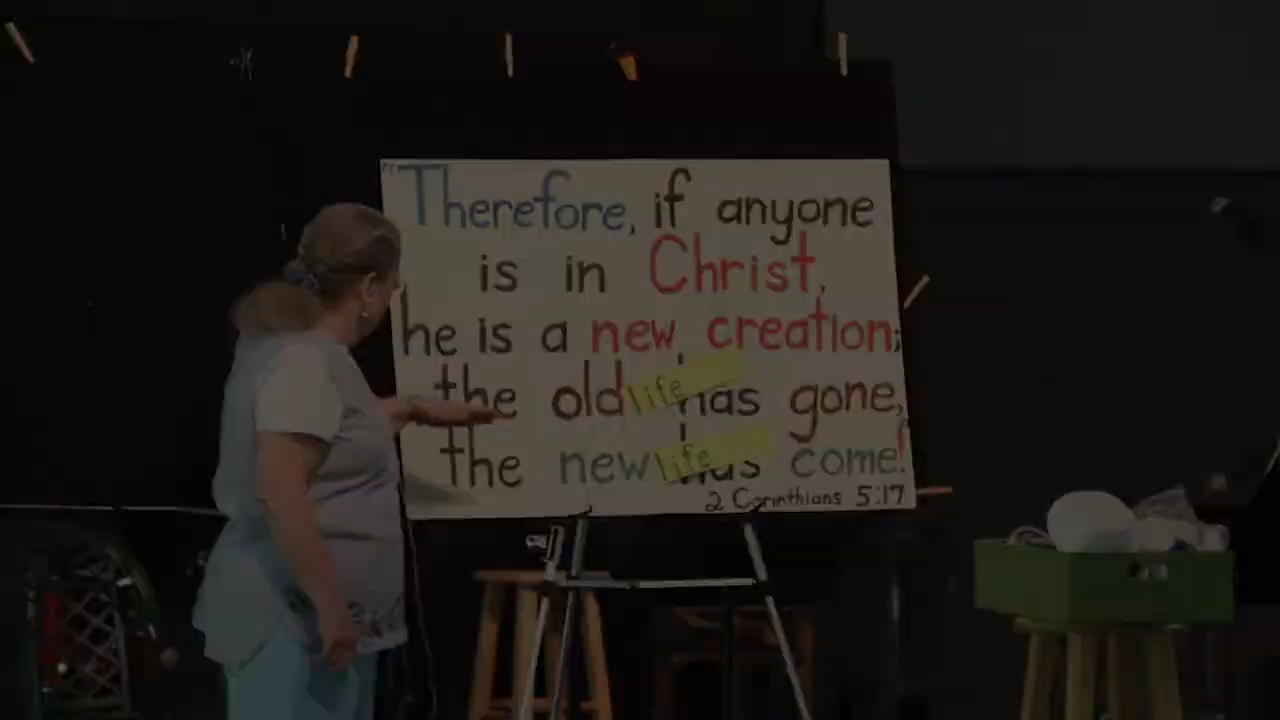 "Therefore, if anyone
is in Christ,
he is a new creation;
the old life has gone,
the new life has come!
2 Corinthians 5:17